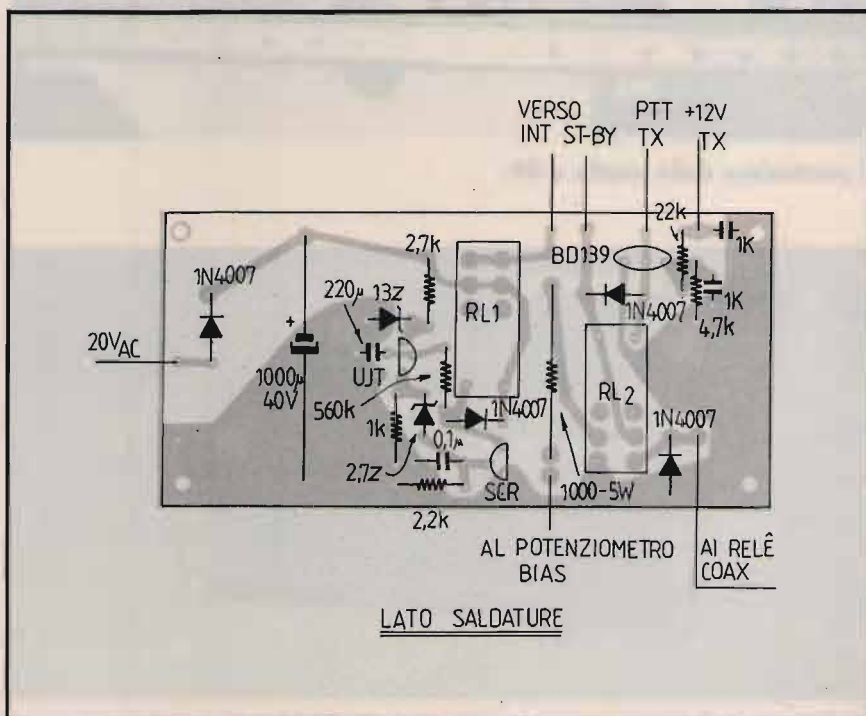 VERSO
INT ST-BY
PTT
TX
+12V
TX
22k
2,7k
BD139
1K
1N4007
220µ
13Z
RL1
1N4007
1K
4,7k
20VAC
+
1000µ
40V
UJT
560k
1N4007
RL2
1N4007
1k
0,1µ
2,7Z
SCR
1000-5W
2,2k
AL POTENZIOMETRO
BIAS
AI RELÊ
COAX
LATO SALDATURE